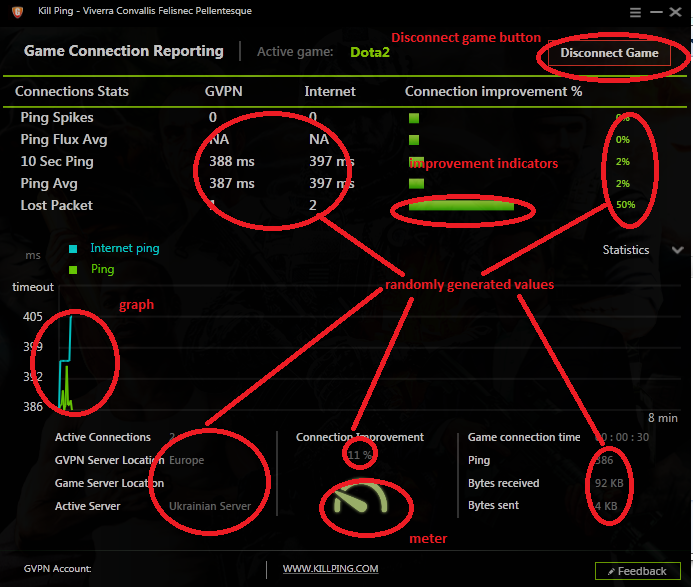 Kill Ping - Viverra Convallis Felisnec Pellentesque
Disconnect game button
Game Connection Reporting Active game: Dota2 Disconnect Game
Connections Stats GVPN Internet Connection improvement %
Ping Spikes 0 0 0%
Ping Flux Avg NA NA 0%
10 Sec Ping 388 ms 397 ms 2%
improvement indicators
Ping Avg 387 ms 397 ms 2%
Lost Packet 1 2 50%
ms Internet ping Statistics
Ping
timeout randomly generated values
graph
405
399
392
386
8 min
Active Connections 2 Connection Improvement Game connection time 00 : 00 : 30
GVPN Server Location Europe 11 % Ping 386
Game Server Location Bytes received 92 KB
Active Server Ukrainian Server Bytes sent 4 KB
meter
GVPN Account: WWW.KILLPING.COM Feedback